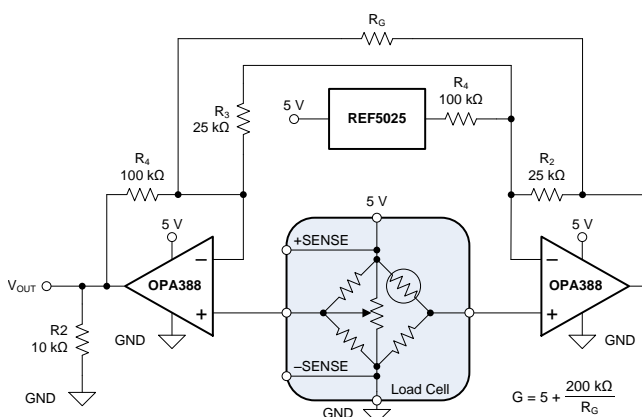 R_G
R_3
25 kΩ
5 V
REF5025
R_4
100 kΩ
R_4
100 kΩ
R_2
25 kΩ
5 V
5 V
+SENSE
5 V
–
OPA388
+
–
OPA388
+
V_OUT
R2
10 kΩ
GND
GND
–SENSE
Load Cell
GND
GND
GND
G = 5 + 200 kΩ / R_G